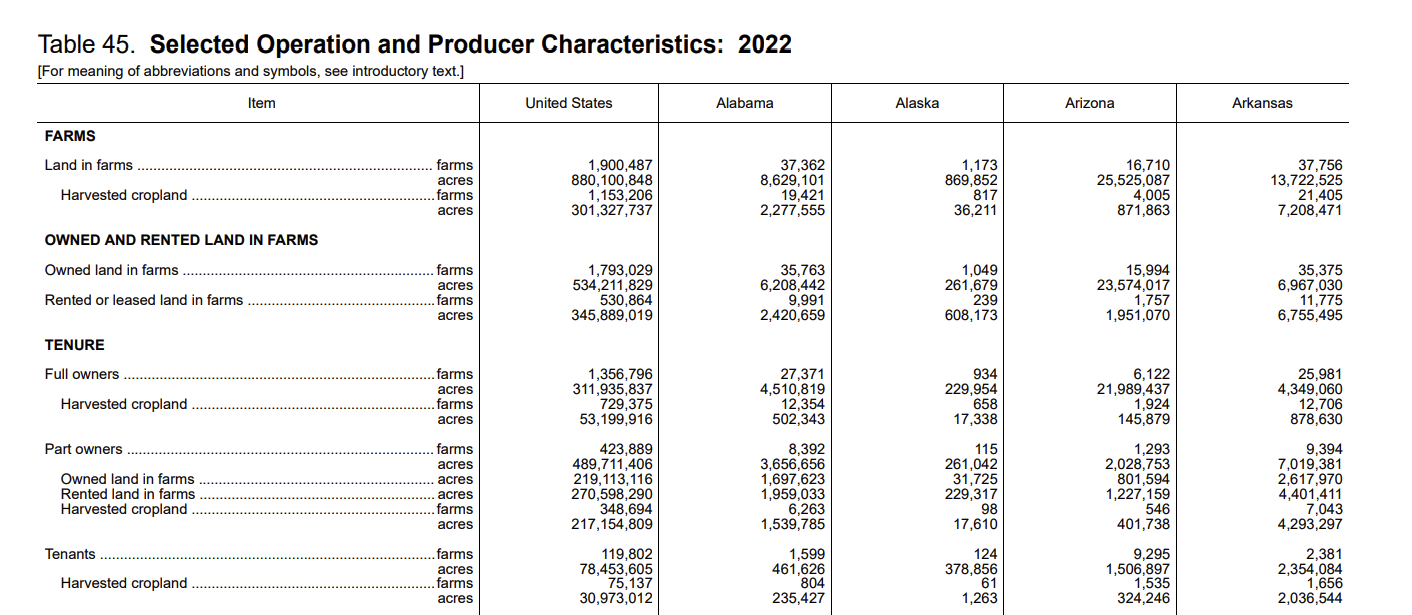 Table 45. Selected Operation and Producer Characteristics: 2022
[For meaning of abbreviations and symbols, see introductory text.]
Item United States Alabama Alaska Arizona Arkansas
FARMS
Land in farms ... farms 1,900,487 37,362 1,173 16,710 37,756
acres 880,100,848 8,629,101 869,852 25,525,087 13,722,525
Harvested cropland ... farms 1,153,206 19,421 817 4,005 21,405
acres 301,327,737 2,277,555 36,211 871,863 7,208,471
OWNED AND RENTED LAND IN FARMS
Owned land in farms ... farms 1,793,029 35,763 1,049 15,994 35,375
acres 534,211,829 6,208,442 261,679 23,574,017 6,967,030
Rented or leased land in farms ... farms 530,864 9,991 239 1,757 11,775
acres 345,889,019 2,420,659 608,173 1,951,070 6,755,495
TENURE
Full owners ... farms 1,356,796 27,371 934 6,122 25,981
acres 311,935,837 4,510,819 229,954 21,989,437 4,349,060
Harvested cropland ... farms 729,375 12,354 658 1,924 12,706
acres 53,199,916 502,343 17,338 145,879 878,630
Part owners ... farms 423,889 8,392 115 1,293 9,394
acres 489,711,406 3,656,656 261,042 2,028,753 7,019,381
Owned land in farms ... acres 219,113,116 1,697,623 31,725 801,594 2,617,970
Rented land in farms ... acres 270,598,290 1,959,033 229,317 1,227,159 4,401,411
Harvested cropland ... farms 348,694 6,263 98 546 7,043
acres 217,154,809 1,539,785 17,610 401,738 4,293,297
Tenants ... farms 119,802 1,599 124 9,295 2,381
acres 78,453,605 461,626 378,856 1,506,897 2,354,084
Harvested cropland ... farms 75,137 804 61 1,535 1,656
acres 30,973,012 235,427 1,263 324,246 2,036,544